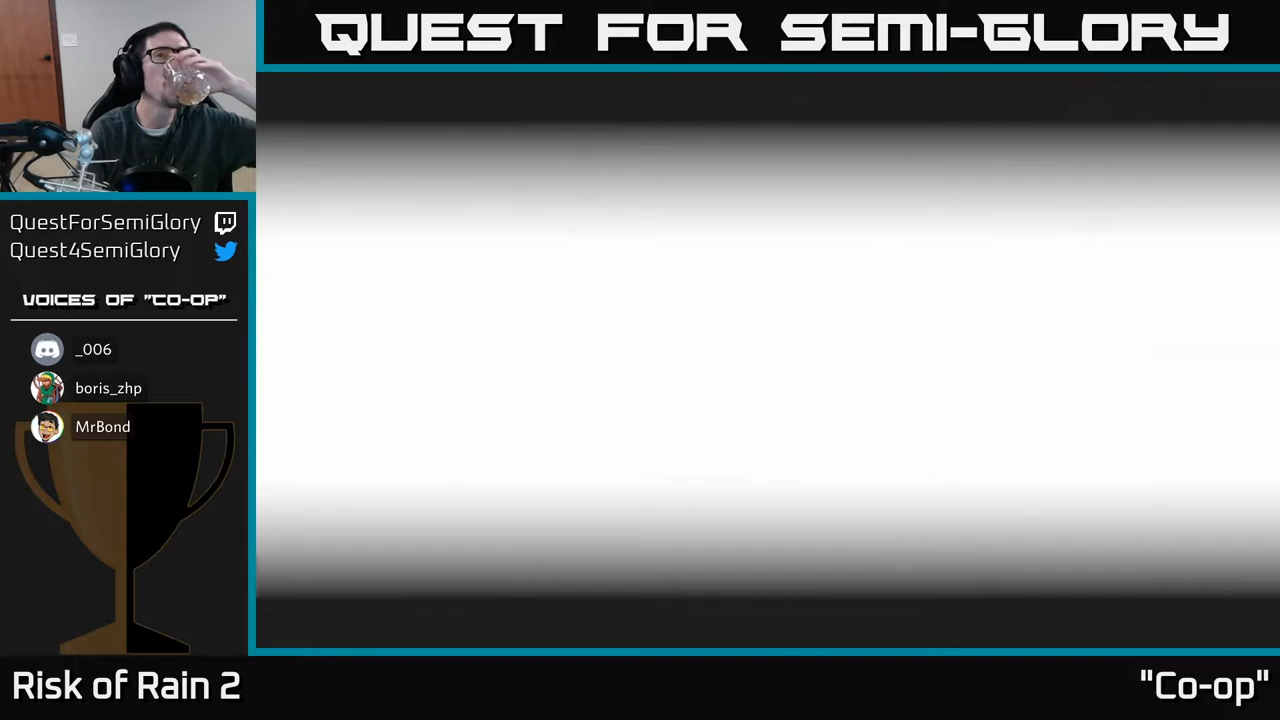 QUEST FOR SEMI-GLORY
QuestForSemiGlory
Quest4SemiGlory
VOICES OF "CO-OP"
_006
boris_zhp
MrBond
Risk of Rain 2
"Co-op"